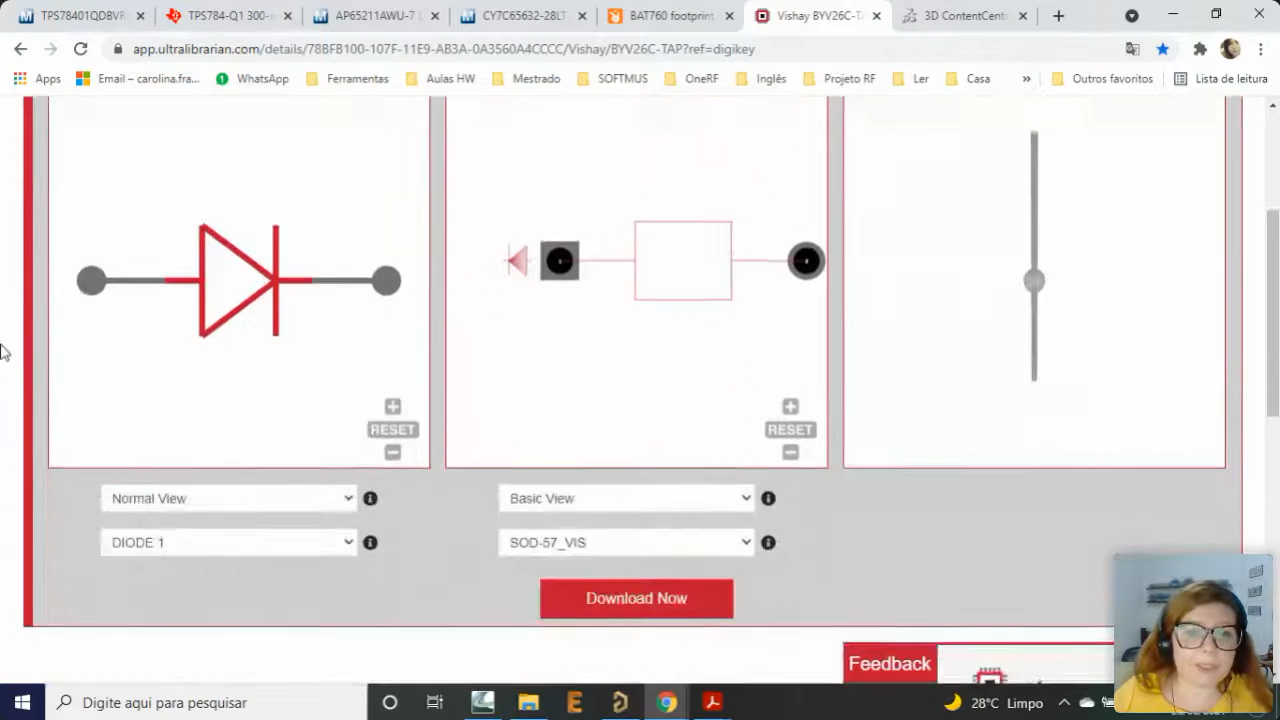 TPS78401QDBVR
TPS784-Q1 300-
AP65211AWU-7
CY7C65632-28LT
BAT760 footprint
Vishay BYV26C-T
3D ContentCent
app.ultralibrarian.com/details/78BFB100-107F-11E9-AB3A-0A3560A4CCCC/Vishay/BYV26C-TAP?ref=digikey
Apps
Email – carolina.fra...
1
WhatsApp
Ferramentas
Aulas HW
Mestrado
SOFTMUS
OneRF
Inglês
Projeto RF
Ler
Casa
»
Outros favoritos
Lista de leitura
RESET
RESET
Normal View
Basic View
DIODE 1
SOD-57_VIS
Download Now
Feedback
Digite aqui para pesquisar
28°C Limpo